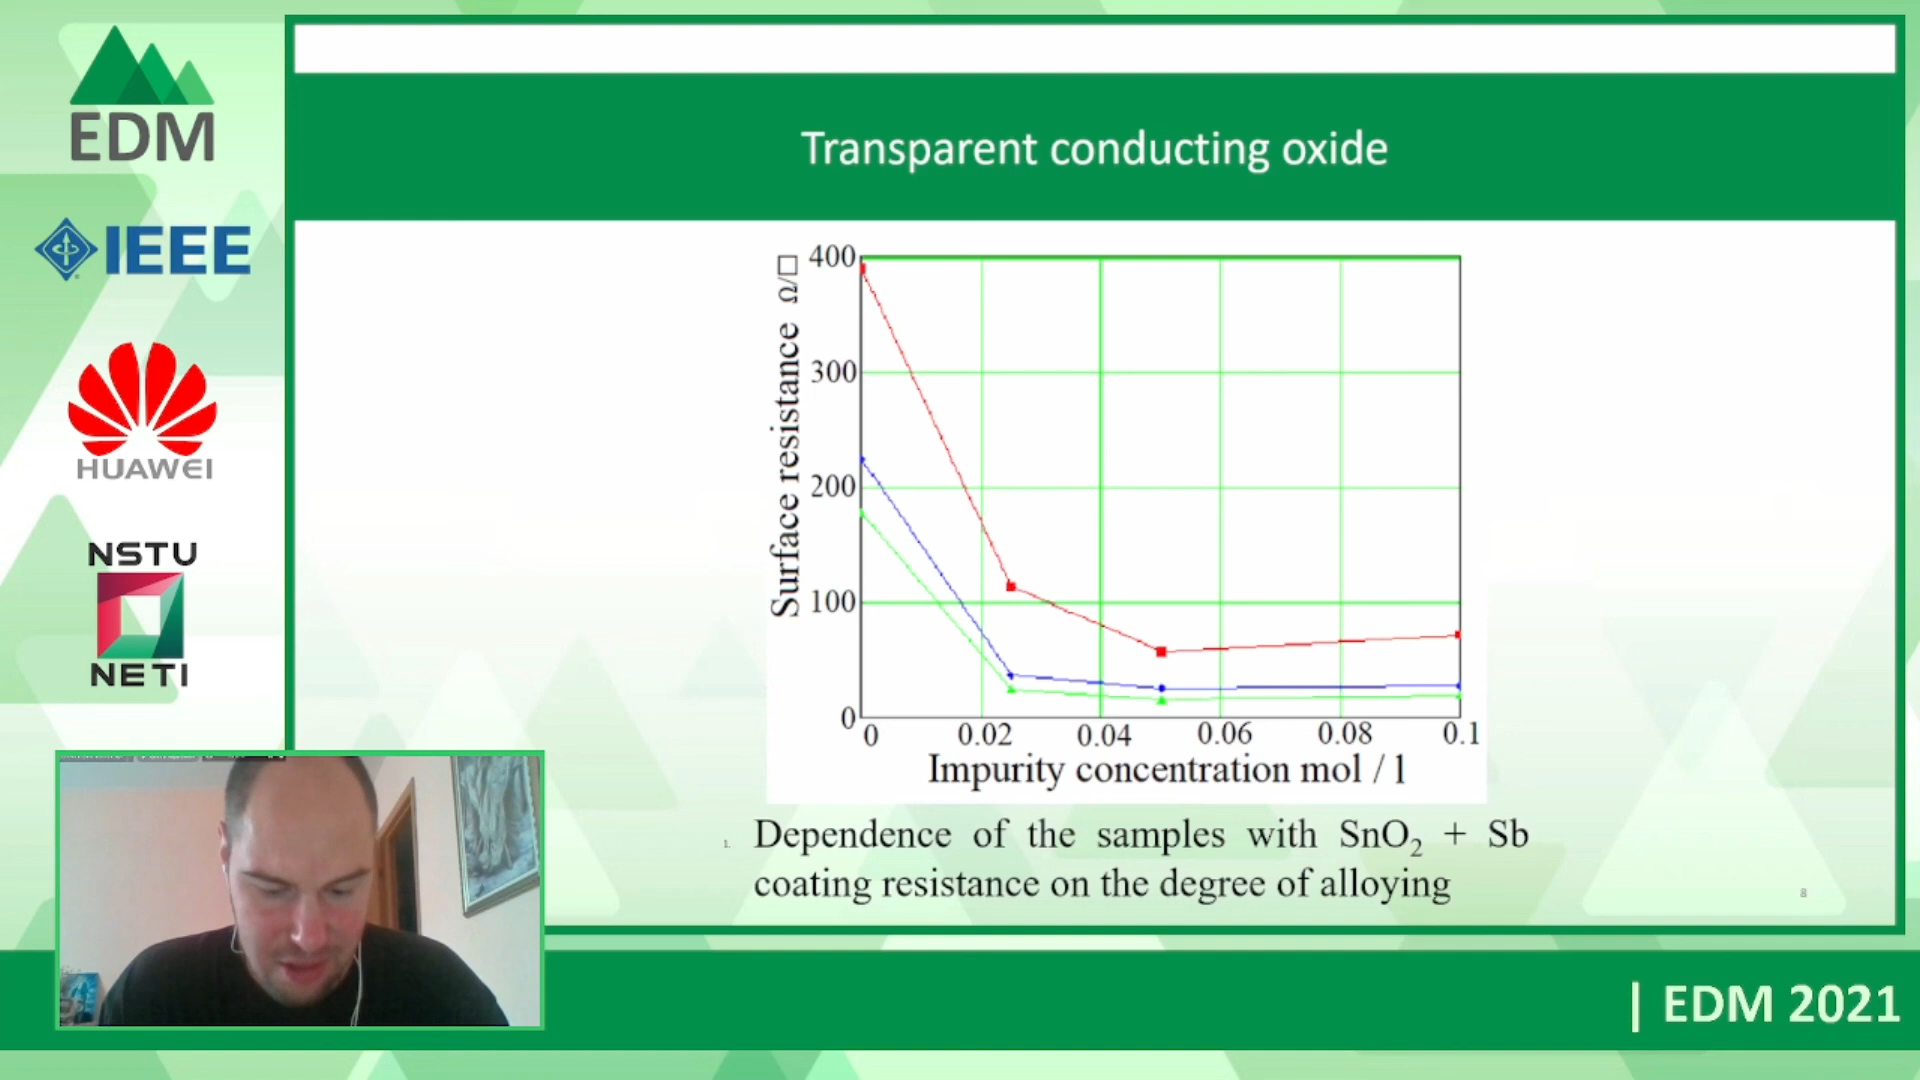 EDM
IEEE
HUAWEI
NSTU
NETI
Transparent conducting oxide
Surface resistance Ω/□
400
300
200
100
0
0 0.02 0.04 0.06 0.08 0.1
Impurity concentration mol / l
1. Dependence of the samples with SnO₂ + Sb
coating resistance on the degree of alloying
8
| EDM 2021